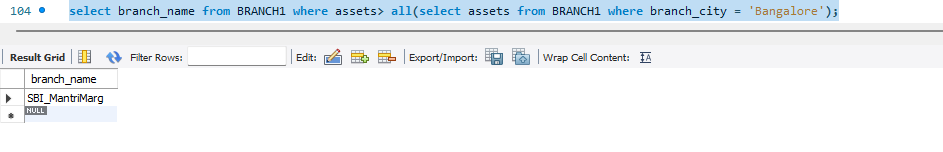 104 select branch_name from BRANCH1 where assets> all(select assets from BRANCH1 where branch_city = 'Bangalore');
Result Grid Filter Rows: Edit: Export/Import: Wrap Cell Content: IA
branch_name
SBI_MantriMarg
NULL